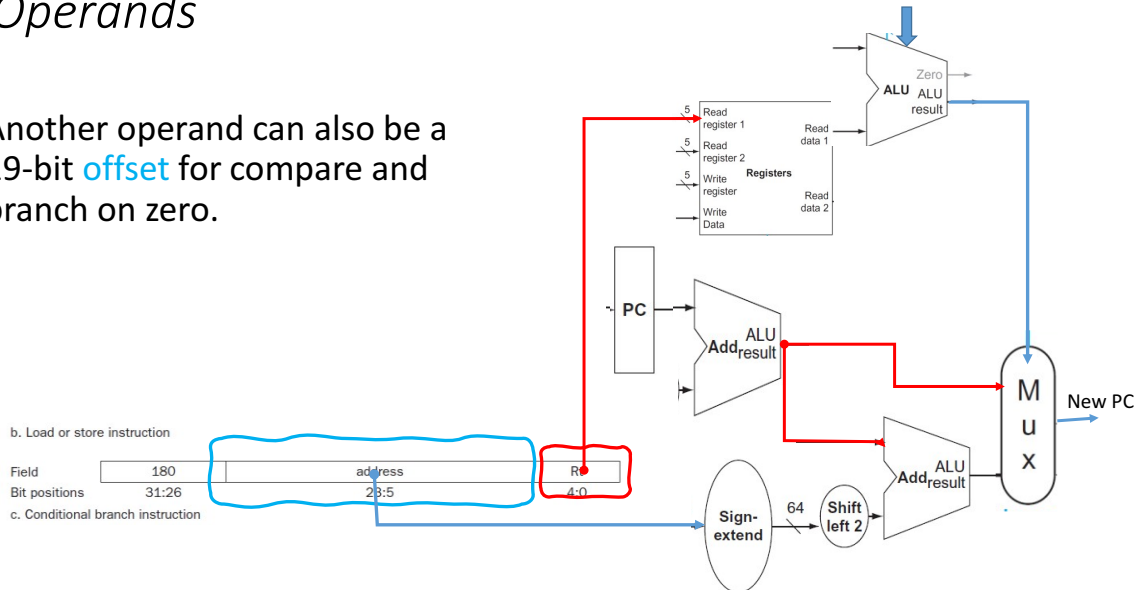 Operands
Another operand can also be a
19-bit offset for compare and
branch on zero.
Zero
ALU
ALU
result
5
Read
register 1
5
Read
register 2
5
Write
register
Write
Data
Registers
Read
data 1
Read
data 2
PC
Add
ALU
result
M
u
x
New PC
b. Load or store instruction
Field 180 address
Bit positions 31:26 23:5 4:0
c. Conditional branch instruction
Sign-
extend
64
Shift
left 2
Add
ALU
result